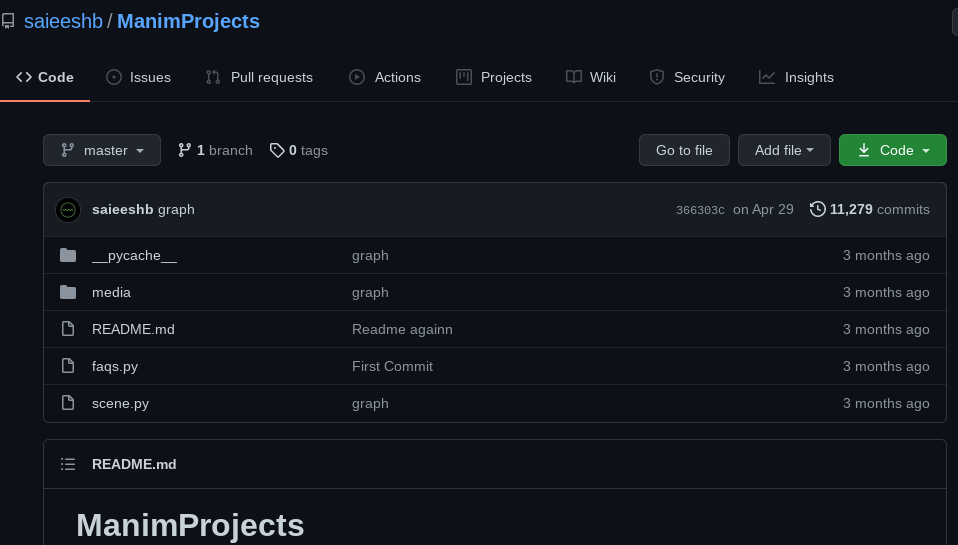 saieeshb / ManimProjects
Code Issues Pull requests Actions Projects Wiki Security Insights
master 1 branch 0 tags Go to file Add file Code
saieeshb graph 366303c on Apr 29 11,279 commits
__pycache__ graph 3 months ago
media graph 3 months ago
README.md Readme againn 3 months ago
faqs.py First Commit 3 months ago
scene.py graph 3 months ago
README.md
ManimProjects